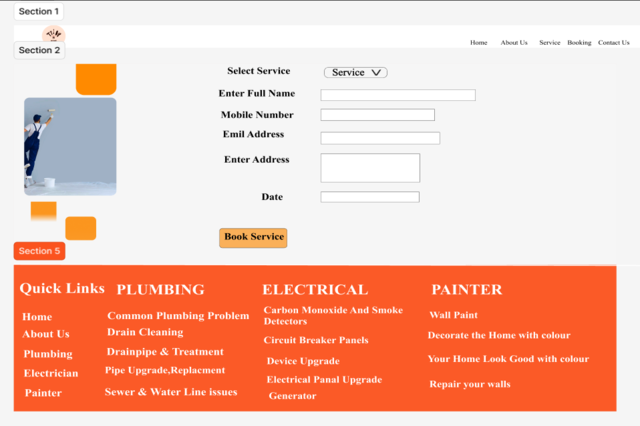 Section 1
Section 2
Home About Us Service Booking Contact Us
Select Service Service
Enter Full Name
Mobile Number
Emil Address
Enter Address
Date
Book Service
Section 5
Quick Links
Home
About Us
Plumbing
Electrician
Painter
PLUMBING
Common Plumbing Problem
Drain Cleaning
Drainpipe & Treatment
Pipe Upgrade,Replacment
Sewer & Water Line issues
ELECTRICAL
Carbon Monoxide And Smoke
Detectors
Circuit Breaker Panels
Device Upgrade
Electrical Panal Upgrade
Generator
PAINTER
Wall Paint
Decorate the Home with colour
Your Home Look Good with colour
Repair your walls